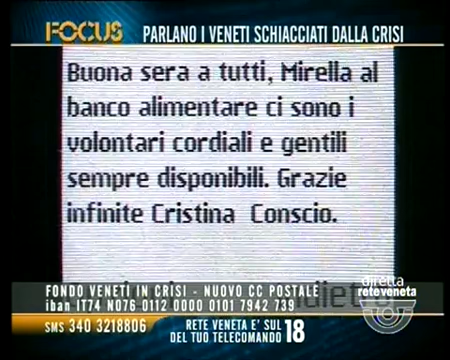 FOCUS PARLANO I VENETI SCHIACCIATI DALLA CRISI
Buona sera a tutti, Mirella al
banco alimentare ci sono i
volontari cordiali e gentili
sempre disponibili. Grazie
infinite Cristina Conscio.
FONDO VENETI IN CRISI - NUOVO CC POSTALE
iban IT74 N076 0112 0000 0101 7942 739
diretta
reteveneta
SMS 340 3218806
RETE VENETA E' SUL
DEL TUO TELECOMANDO 18